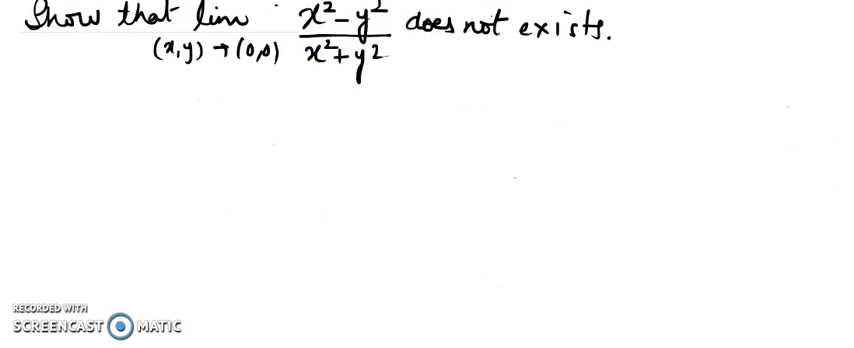 Show that lim x²-y²/x²+y² does not exists.
(x,y)→(0,0)
RECORDED WITH
SCREENCAST O MATIC